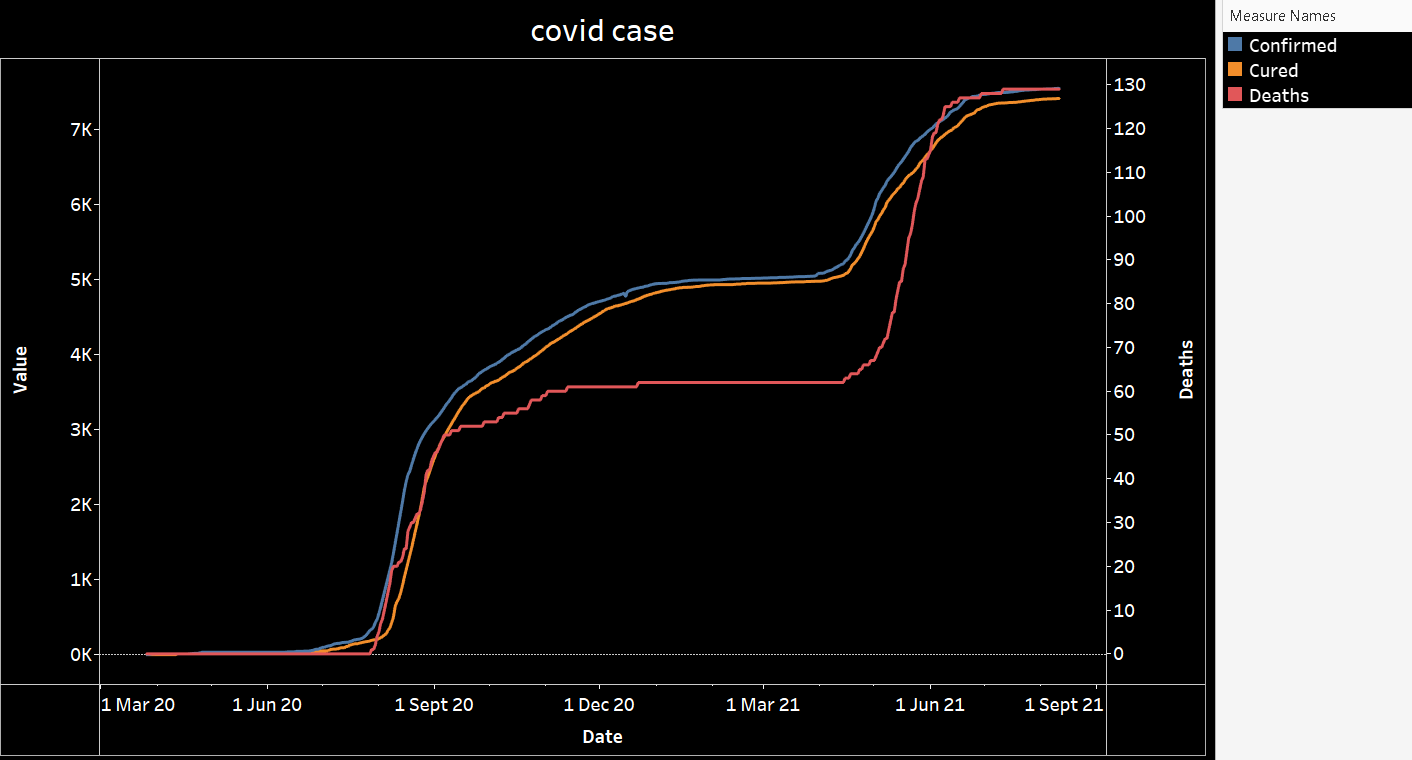 covid case
Measure Names
Confirmed
Cured
Deaths
7K
6K
5K
4K
3K
2K
1K
0K
Value
130
120
110
100
90
80
70
60
50
40
30
20
10
0
Deaths
1 Mar 20
1 Jun 20
1 Sept 20
1 Dec 20
1 Mar 21
1 Jun 21
1 Sept 21
Date